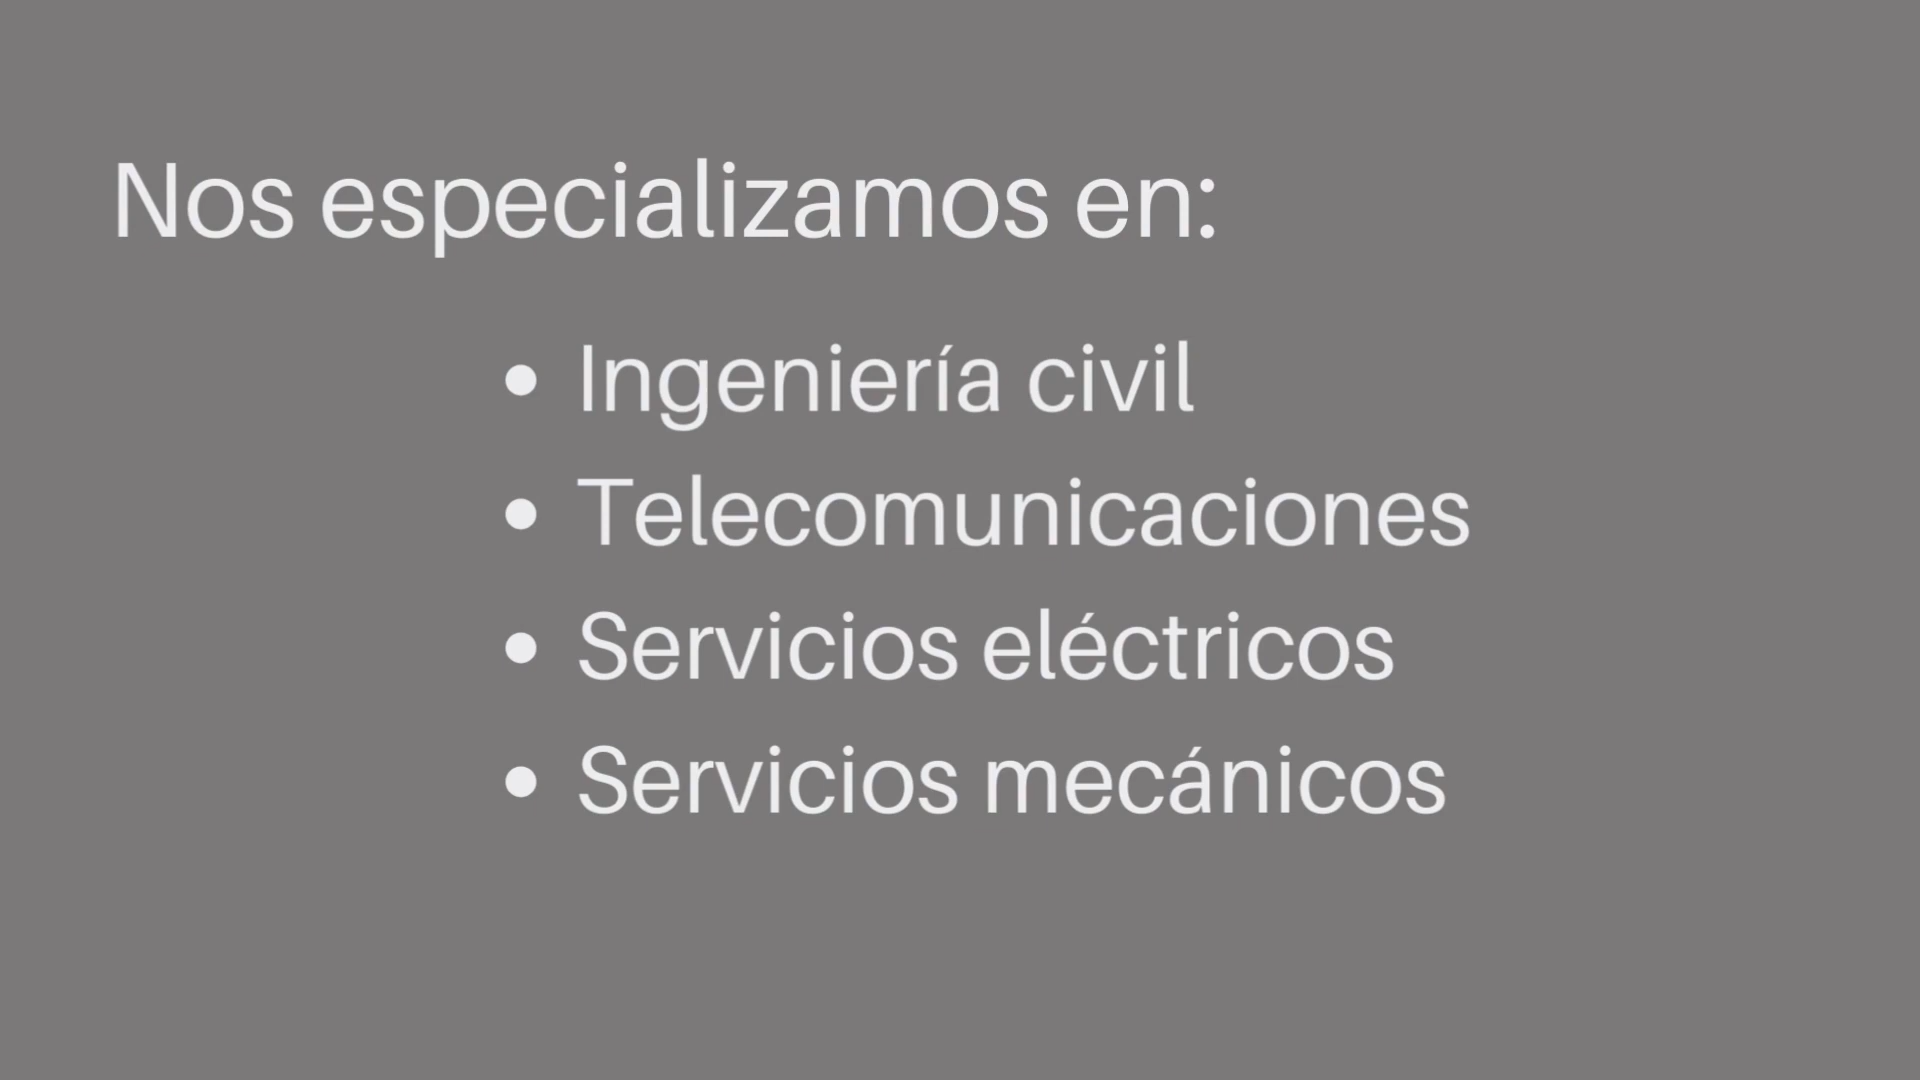 Nos especializamos en:
• Ingeniería civil
• Telecomunicaciones
• Servicios eléctricos
• Servicios mecánicos